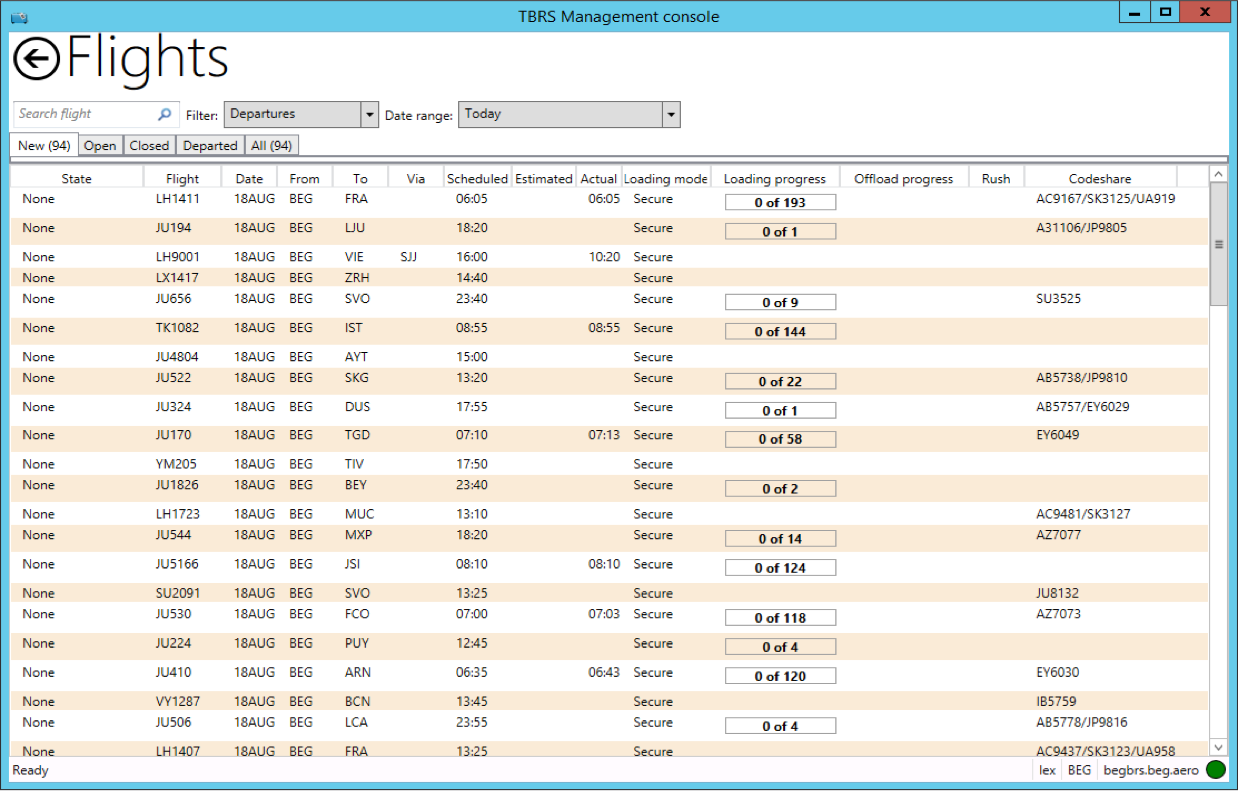 TBRS Management console
Flights
Search flight Filter: Departures Date range: Today
New (94) Open Closed Departed All (94)
State Flight Date From To Via Scheduled Estimated Actual Loading mode Loading progress Offload progress Rush Codeshare
None LH1411 18AUG BEG FRA 06:05 06:05 Secure 0 of 193 AC9167/SK3125/UA919
None JU194 18AUG BEG LJU 18:20 Secure 0 of 1 A31106/JP9805
None LH9001 18AUG BEG VIE SJJ 16:00 10:20 Secure
None LX1417 18AUG BEG ZRH 14:40 Secure
None JU656 18AUG BEG SVO 23:40 Secure 0 of 9 SU3525
None TK1082 18AUG BEG IST 08:55 08:55 Secure 0 of 144
None JU4804 18AUG BEG AYT 15:00 Secure
None JU522 18AUG BEG SKG 13:20 Secure 0 of 22 AB5738/JP9810
None JU324 18AUG BEG DUS 17:55 Secure 0 of 1 AB5757/EY6029
None JU170 18AUG BEG TGD 07:10 07:13 Secure 0 of 58 EY6049
None YM205 18AUG BEG TIV 17:50 Secure
None JU1826 18AUG BEG BEY 23:40 Secure 0 of 2
None LH1723 18AUG BEG MUC 13:10 Secure AC9481/SK3127
None JU544 18AUG BEG MXP 18:20 Secure 0 of 14 AZ7077
None JU5166 18AUG BEG JSI 08:10 08:10 Secure 0 of 124
None SU2091 18AUG BEG SVO 13:25 Secure JU8132
None JU530 18AUG BEG FCO 07:00 07:03 Secure 0 of 118 AZ7073
None JU224 18AUG BEG PUY 12:45 Secure 0 of 4
None JU410 18AUG BEG ARN 06:35 06:43 Secure 0 of 120 EY6030
None VY1287 18AUG BEG BCN 13:45 Secure IB5759
None JU506 18AUG BEG LCA 23:55 Secure 0 of 4 AB5778/JP9816
None LH1407 18AUG BEG FRA 13:25 Secure AC9437/SK3123/UA958
Ready lex BEG begbrs.beg.aero